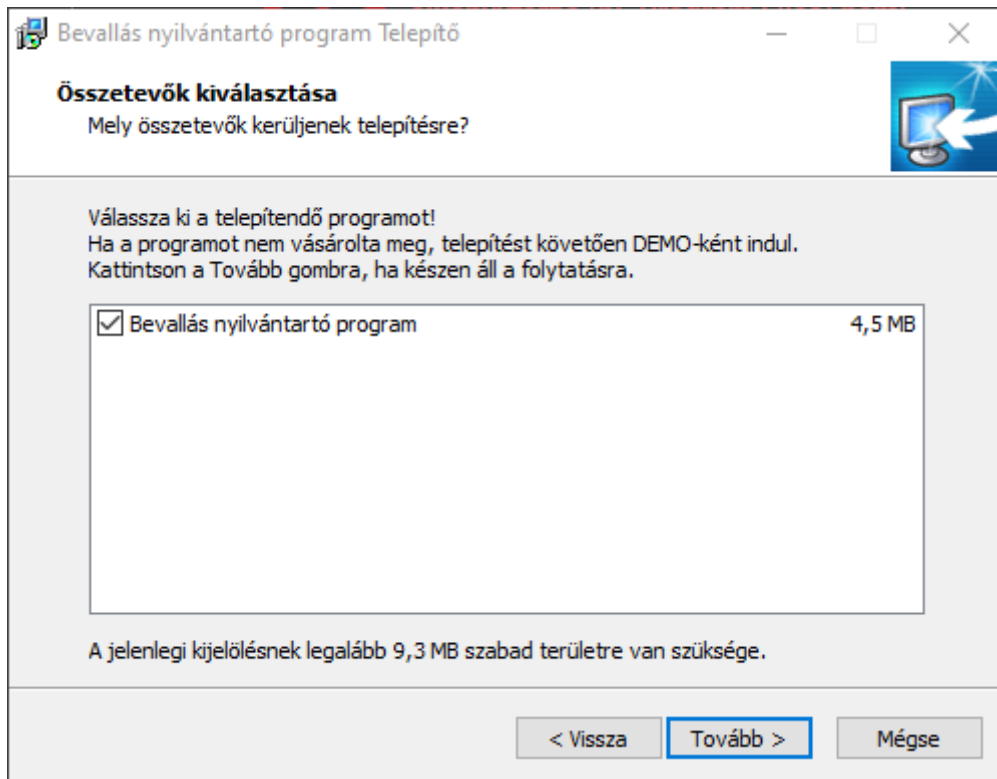 Bevallás nyilvántartó program Telepítő
Összetevők kiválasztása
Mely összetevők kerüljenek telepítésre?
Válassza ki a telepítendő programot!
Ha a programot nem vásárolta meg, telepítést követően DEMO-ként indul.
Kattintson a Tovább gombra, ha készen áll a folytatásra.
Bevallás nyilvántartó program 4,5 MB
A jelenlegi kijelölésnek legalább 9,3 MB szabad területre van szüksége.
< Vissza Tovább > Mégse